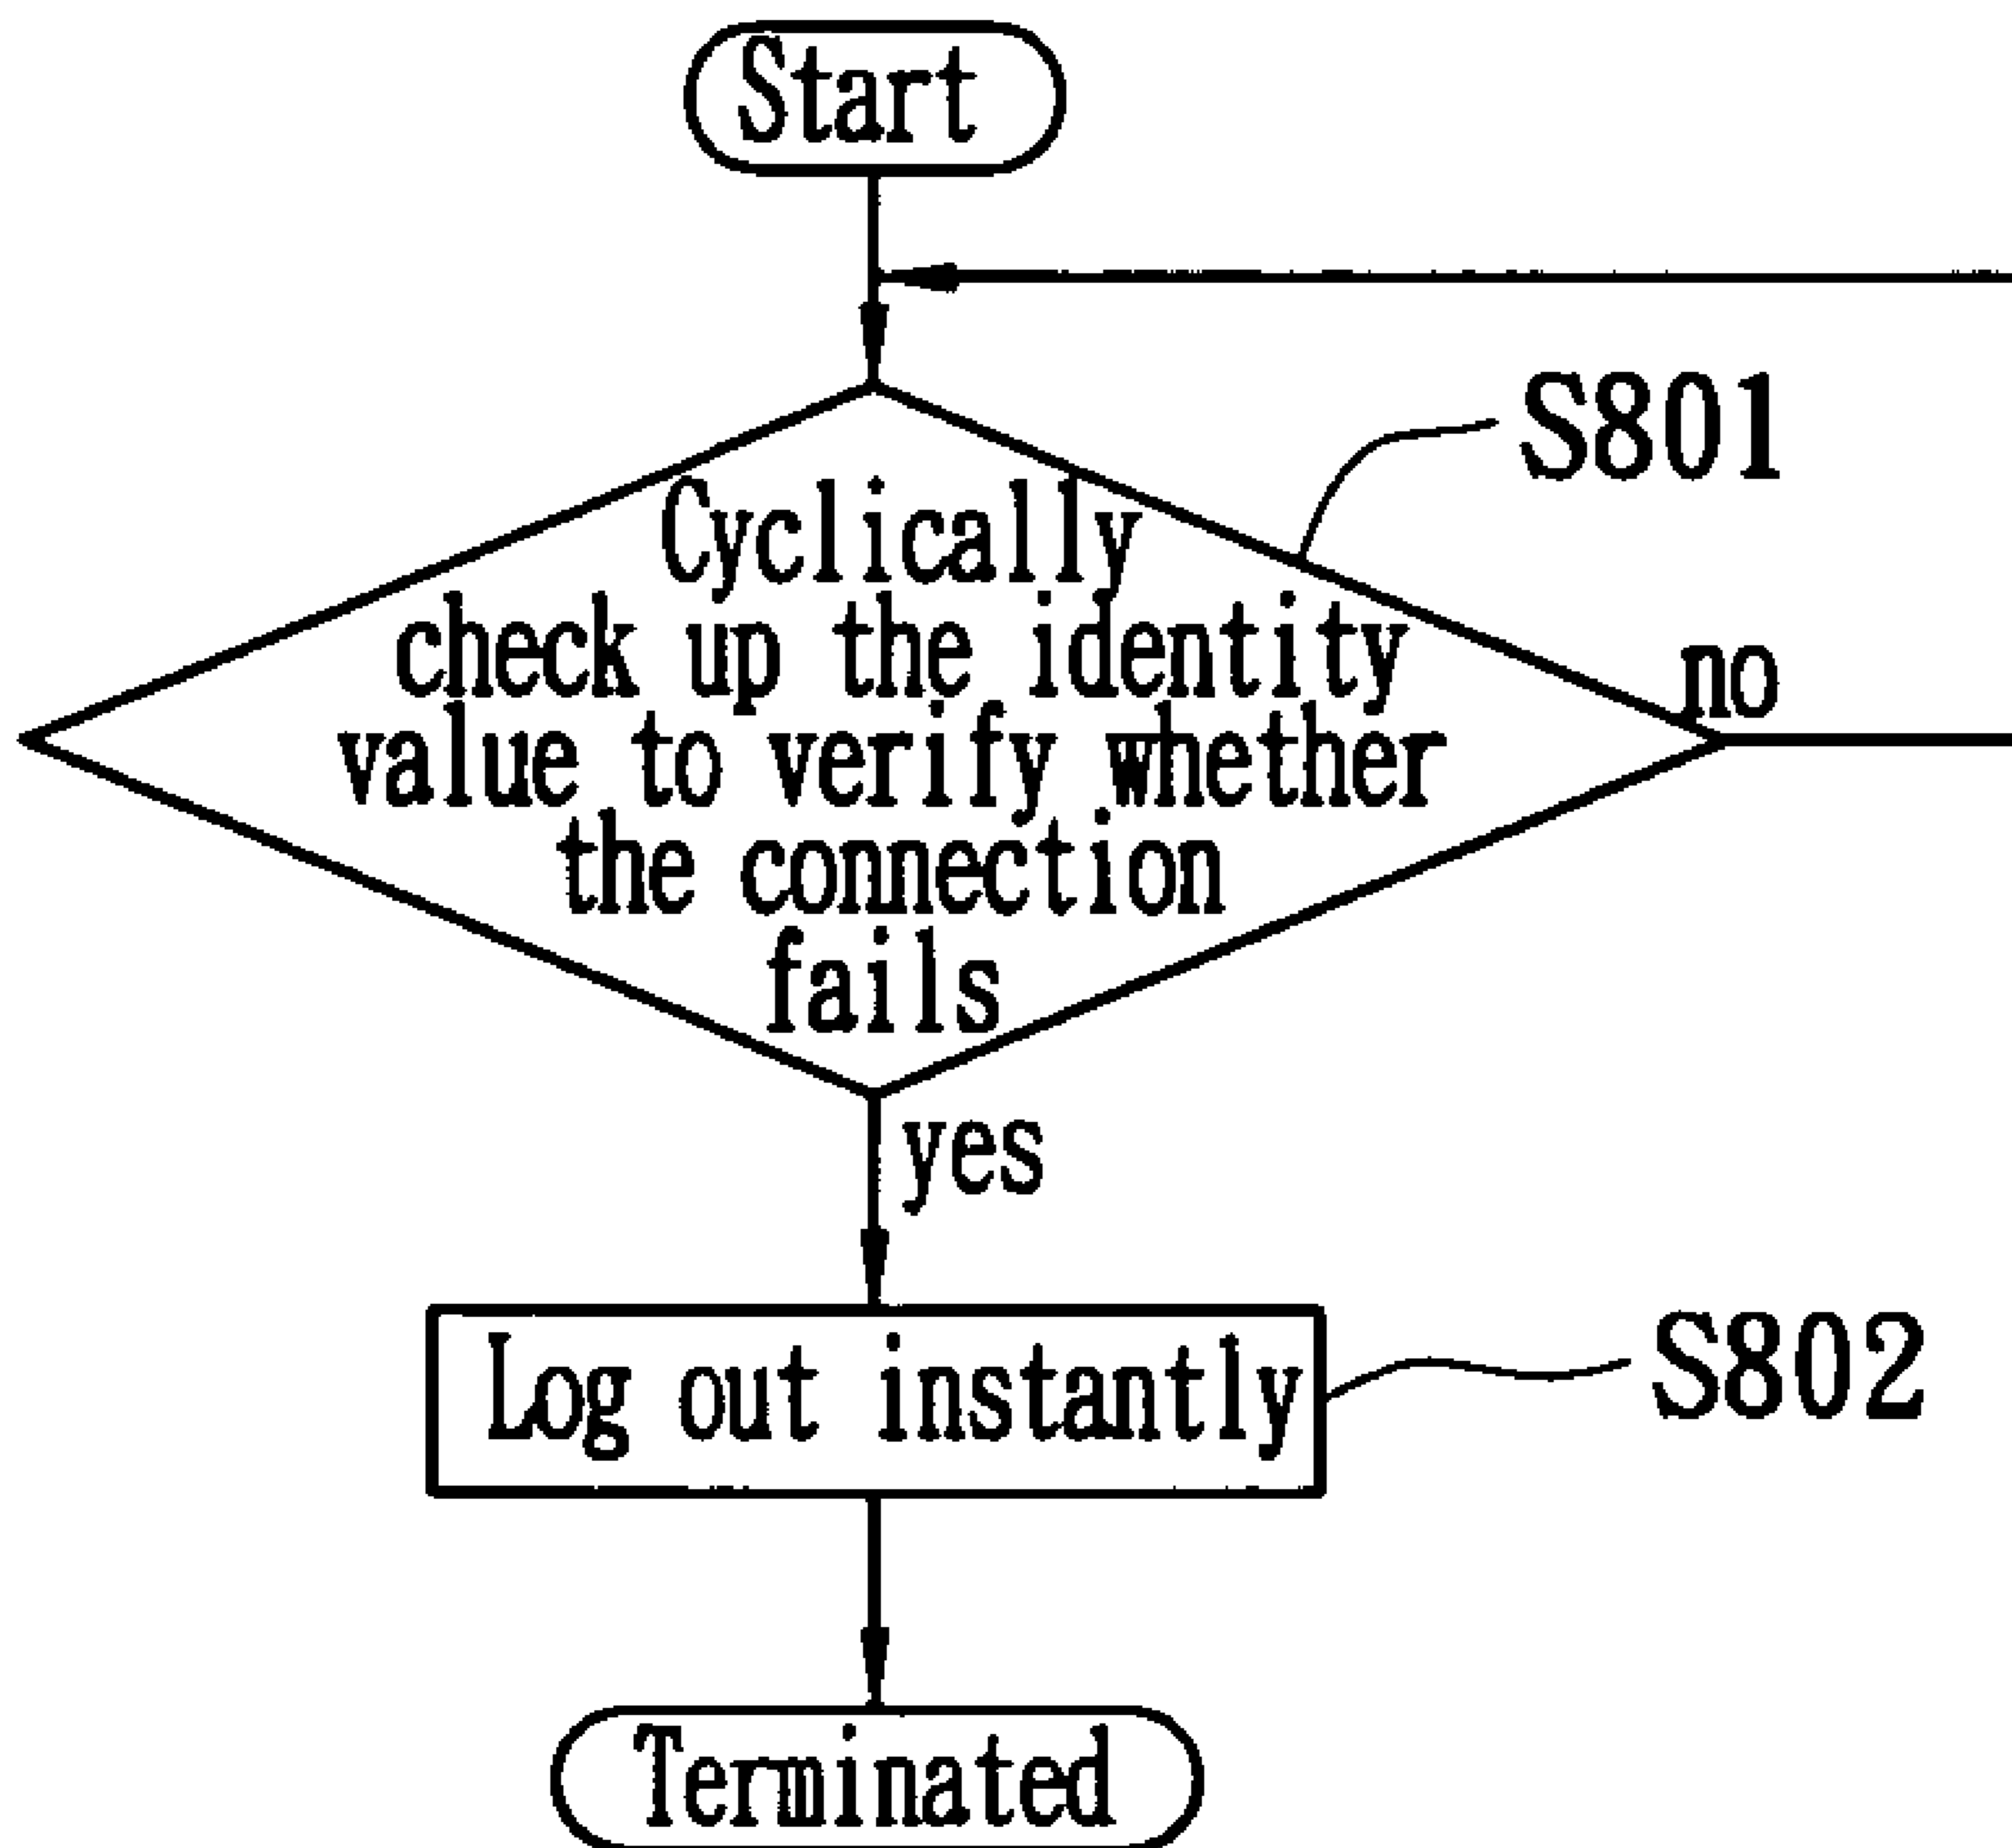 Start
S801
Cyclically
check up the identity
value to verify whether
the connection
fails
no
yes
Log out instantly
S802
Terminated